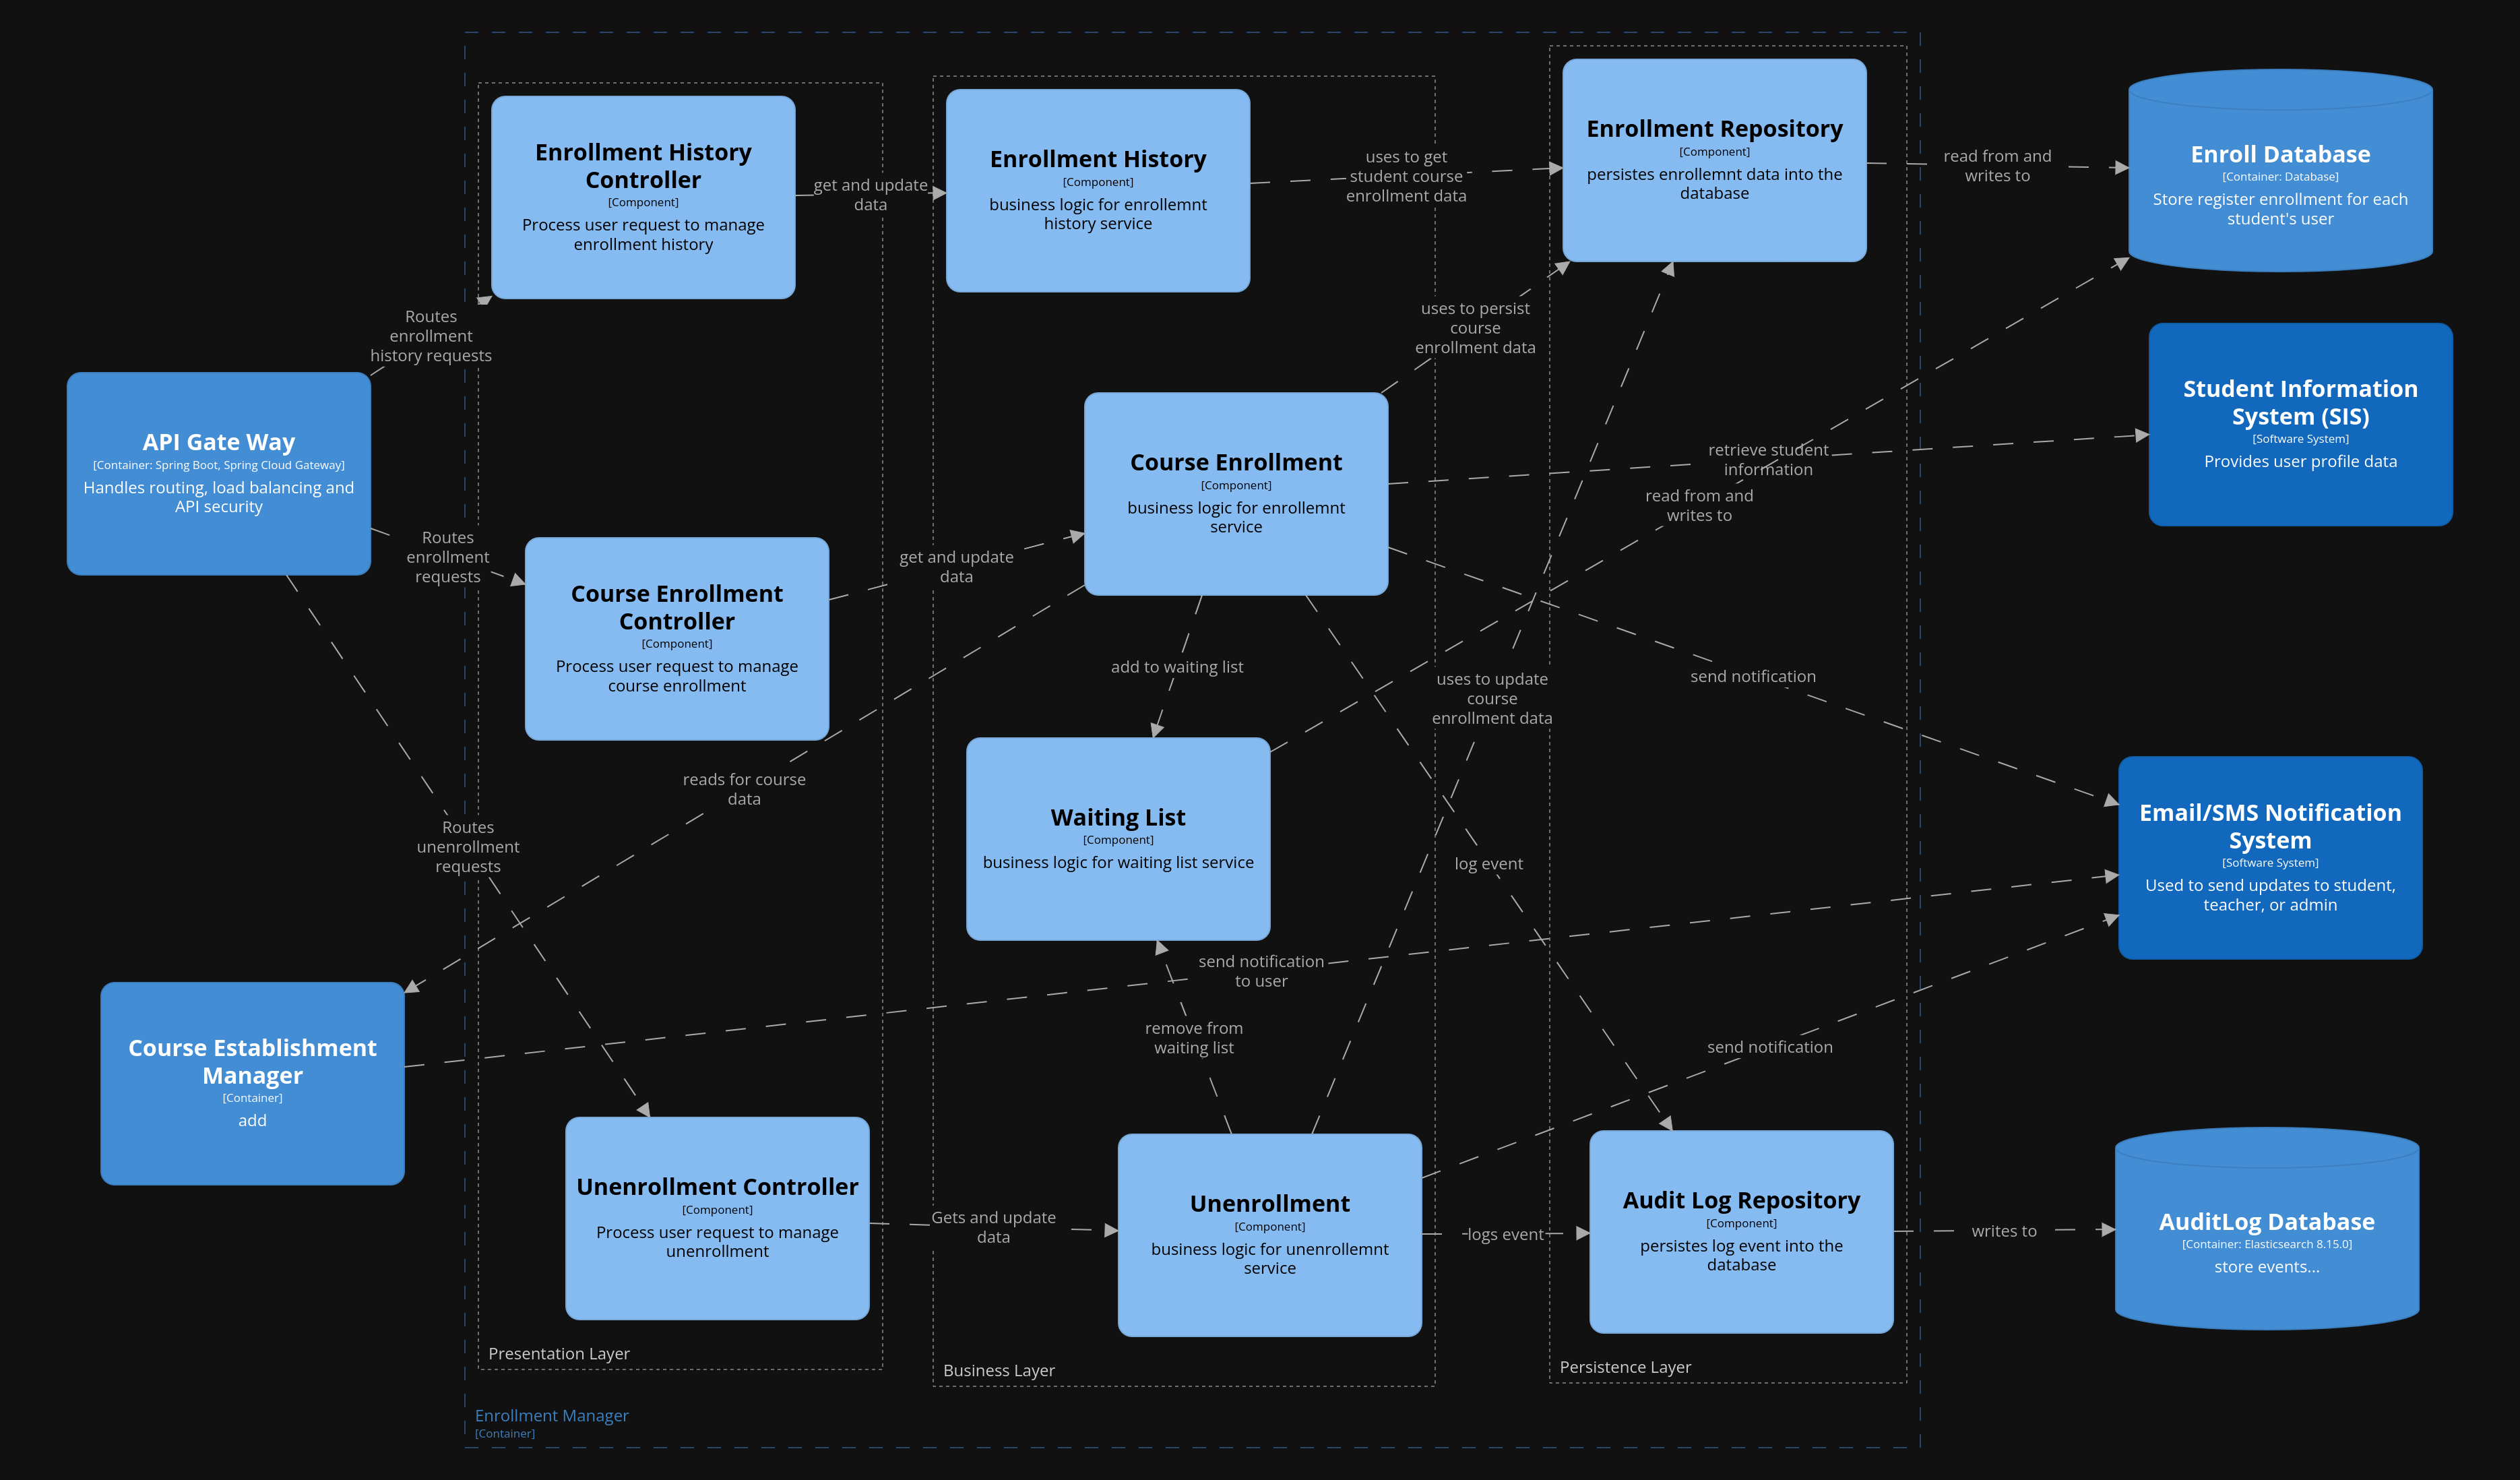 Enrollment History
Controller
[Component]
Process user request to manage
enrollment history
get and update
data
Enrollment History
[Component]
business logic for enrollemnt
history service
uses to get
student course
enrollment data
Enrollment Repository
[Component]
persistes enrollemnt data into the
database
read from and
writes to
Enroll Database
[Container: Database]
Store register enrollment for each
student's user
Routes
enrollment
history requests
uses to persist
course
enrollment data
API Gate Way
[Container: Spring Boot, Spring Cloud Gateway]
Handles routing, load balancing and
API security
Course Enrollment
[Component]
business logic for enrollemnt
service
retrieve student
information
read from and
writes to
Student Information
System (SIS)
[Software System]
Provides user profile data
Routes
enrollment
requests
Course Enrollment
Controller
[Component]
Process user request to manage
course enrollment
get and update
data
add to waiting list
uses to update
course
enrollment data
send notification
reads for course
data
Routes
unenrollment
requests
Waiting List
[Component]
business logic for waiting list service
log event
Email/SMS Notification
System
[Software System]
Used to send updates to student,
teacher, or admin
send notification
to user
remove from
waiting list
send notification
Course Establishment
Manager
[Container]
add
Unenrollment Controller
[Component]
Process user request to manage
unenrollment
Gets and update
data
Unenrollment
[Component]
business logic for unenrollemnt
service
logs event
Audit Log Repository
[Component]
persistes log event into the
database
writes to
AuditLog Database
[Container: Elasticsearch 8.15.0]
store events...
Presentation Layer
Business Layer
Persistence Layer
Enrollment Manager
[Container]